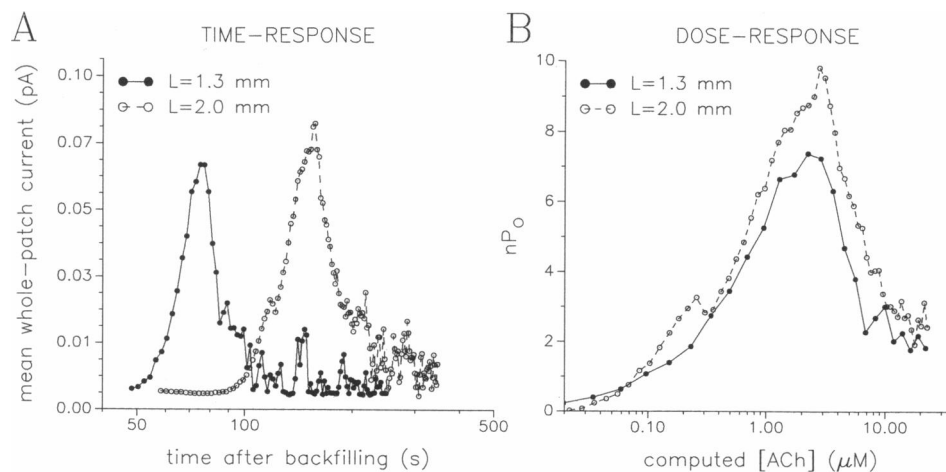 A
TIME-RESPONSE
mean whole-patch current (pA)
0.10
0.07
0.05
0.03
0.01
0.00
L=1.3 mm
L=2.0 mm
50
100
500
time after backfilling (s)
B
DOSE-RESPONSE
nPO
10
8
6
4
2
0
L=1.3 mm
L=2.0 mm
0.10
1.00
10.00
computed [ACh] (μM)